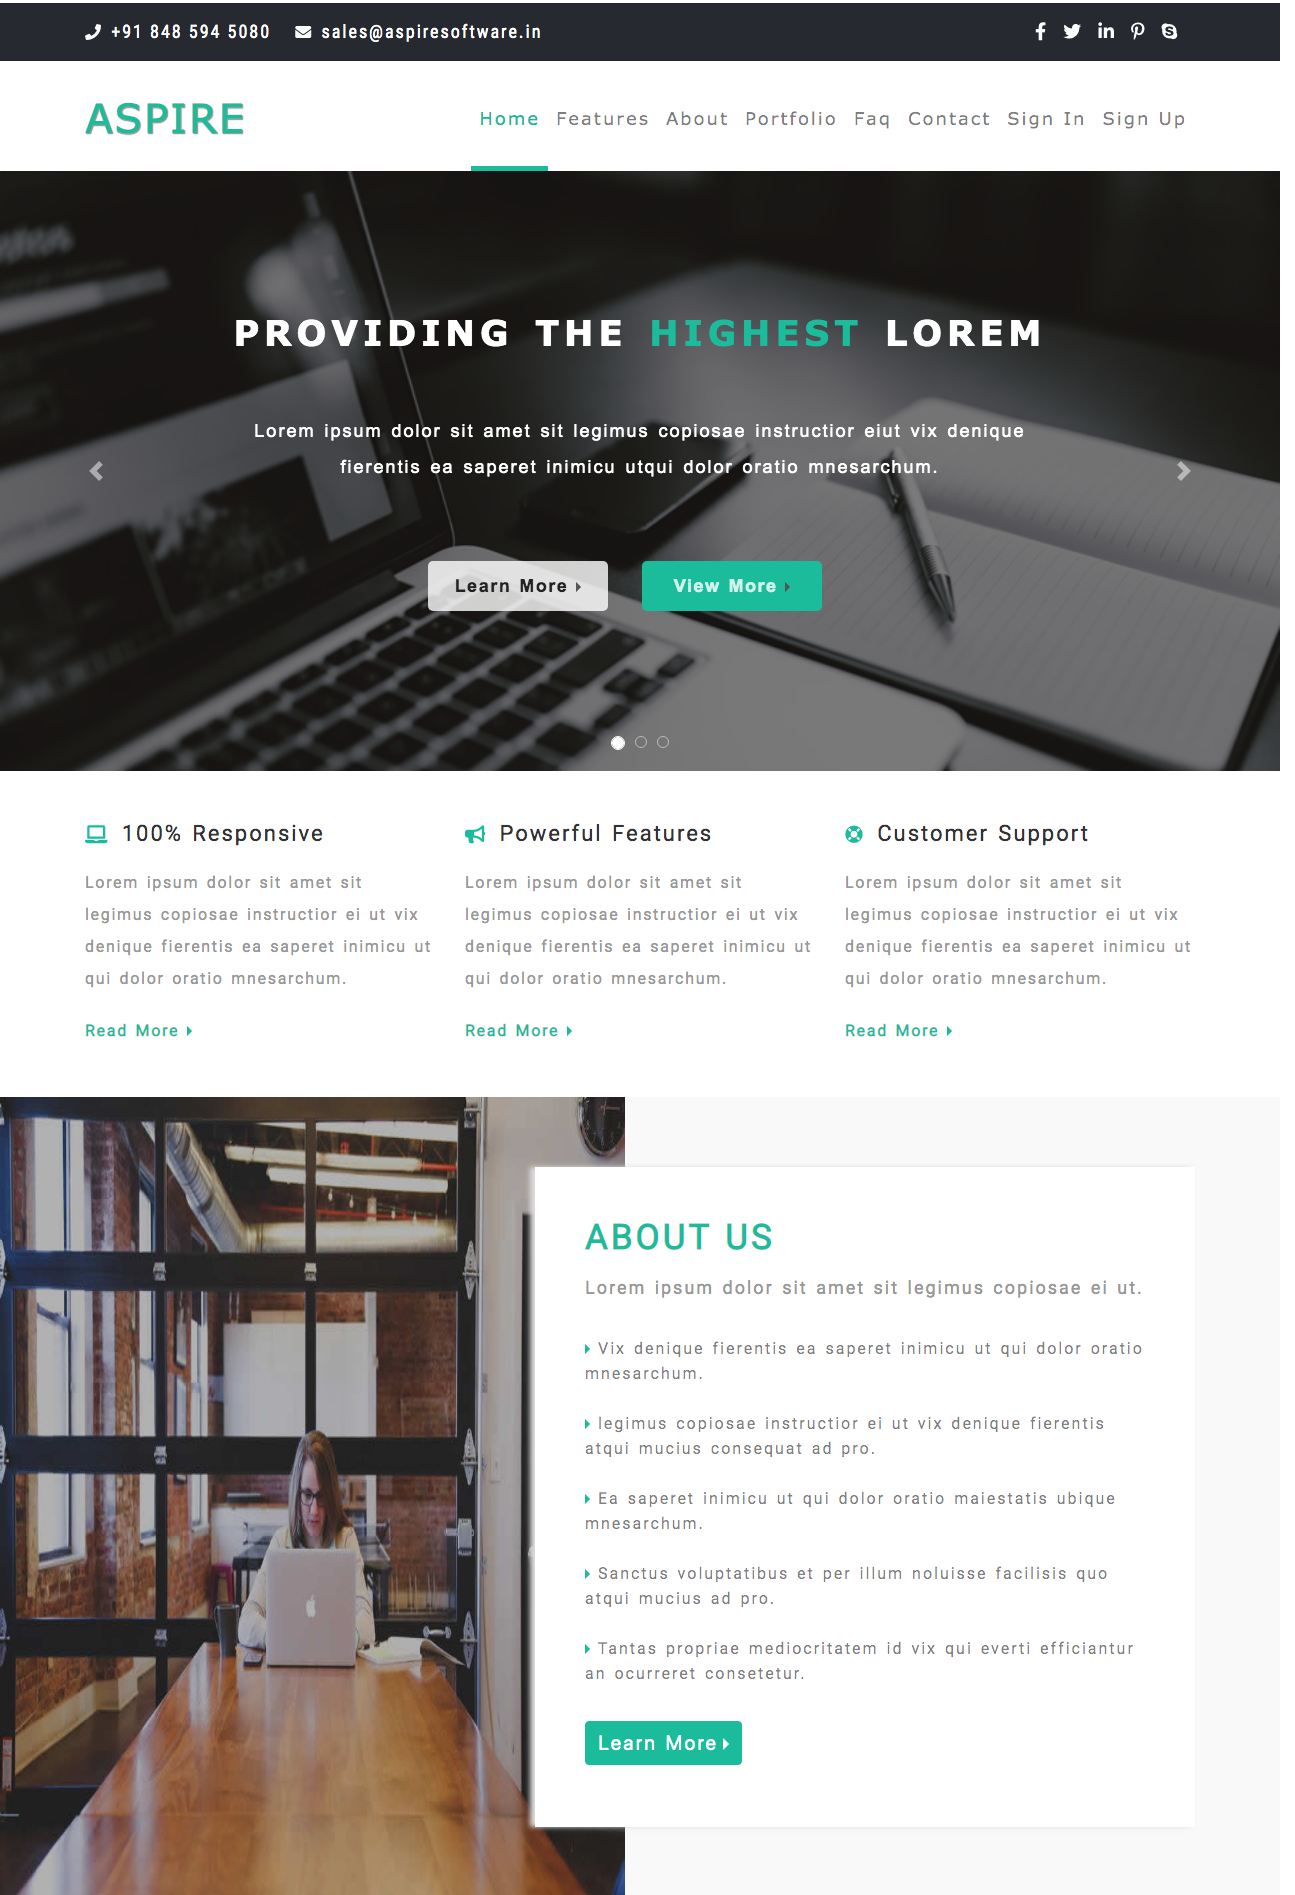 +91 848 594 5080 sales@aspiresoftware.in
ASPIRE
Home Features About Portfolio Faq Contact Sign In Sign Up
PROVIDING THE HIGHEST LOREM
Lorem ipsum dolor sit amet sit legimus copiosae instructior eiut vix denique
fierentis ea saperet inimicu utqui dolor oratio mnesarchum.
Learn More View More
100% Responsive
Lorem ipsum dolor sit amet sit
legimus copiosae instructior ei ut vix
denique fierentis ea saperet inimicu ut
qui dolor oratio mnesarchum.
Read More
Powerful Features
Lorem ipsum dolor sit amet sit
legimus copiosae instructior ei ut vix
denique fierentis ea saperet inimicu ut
qui dolor oratio mnesarchum.
Read More
Customer Support
Lorem ipsum dolor sit amet sit
legimus copiosae instructior ei ut vix
denique fierentis ea saperet inimicu ut
qui dolor oratio mnesarchum.
Read More
ABOUT US
Lorem ipsum dolor sit amet sit legimus copiosae ei ut.
Vix denique fierentis ea saperet inimicu ut qui dolor oratio
mnesarchum.
legimus copiosae instructior ei ut vix denique fierentis
atqui mucius consequat ad pro.
Ea saperet inimicu ut qui dolor oratio maiestatis ubique
mnesarchum.
Sanctus voluptatibus et per illum noluisse facilisis quo
atqui mucius ad pro.
Tantas propriae mediocritatem id vix qui everti efficiantur
an ocurreret consetetur.
Learn More